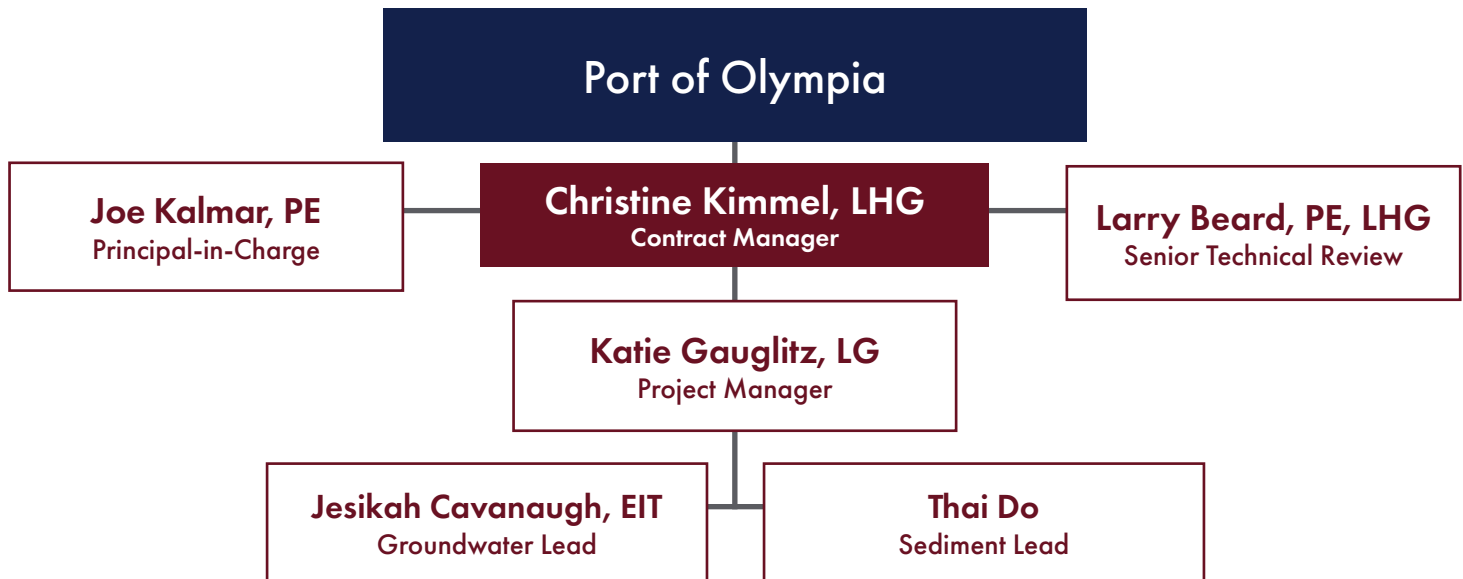 Port of Olympia
Joe Kalmar, PE
Principal-in-Charge
Christine Kimmel, LHG
Contract Manager
Larry Beard, PE, LHG
Senior Technical Review
Katie Gauglitz, LG
Project Manager
Jesikah Cavanaugh, EIT
Groundwater Lead
Thai Do
Sediment Lead